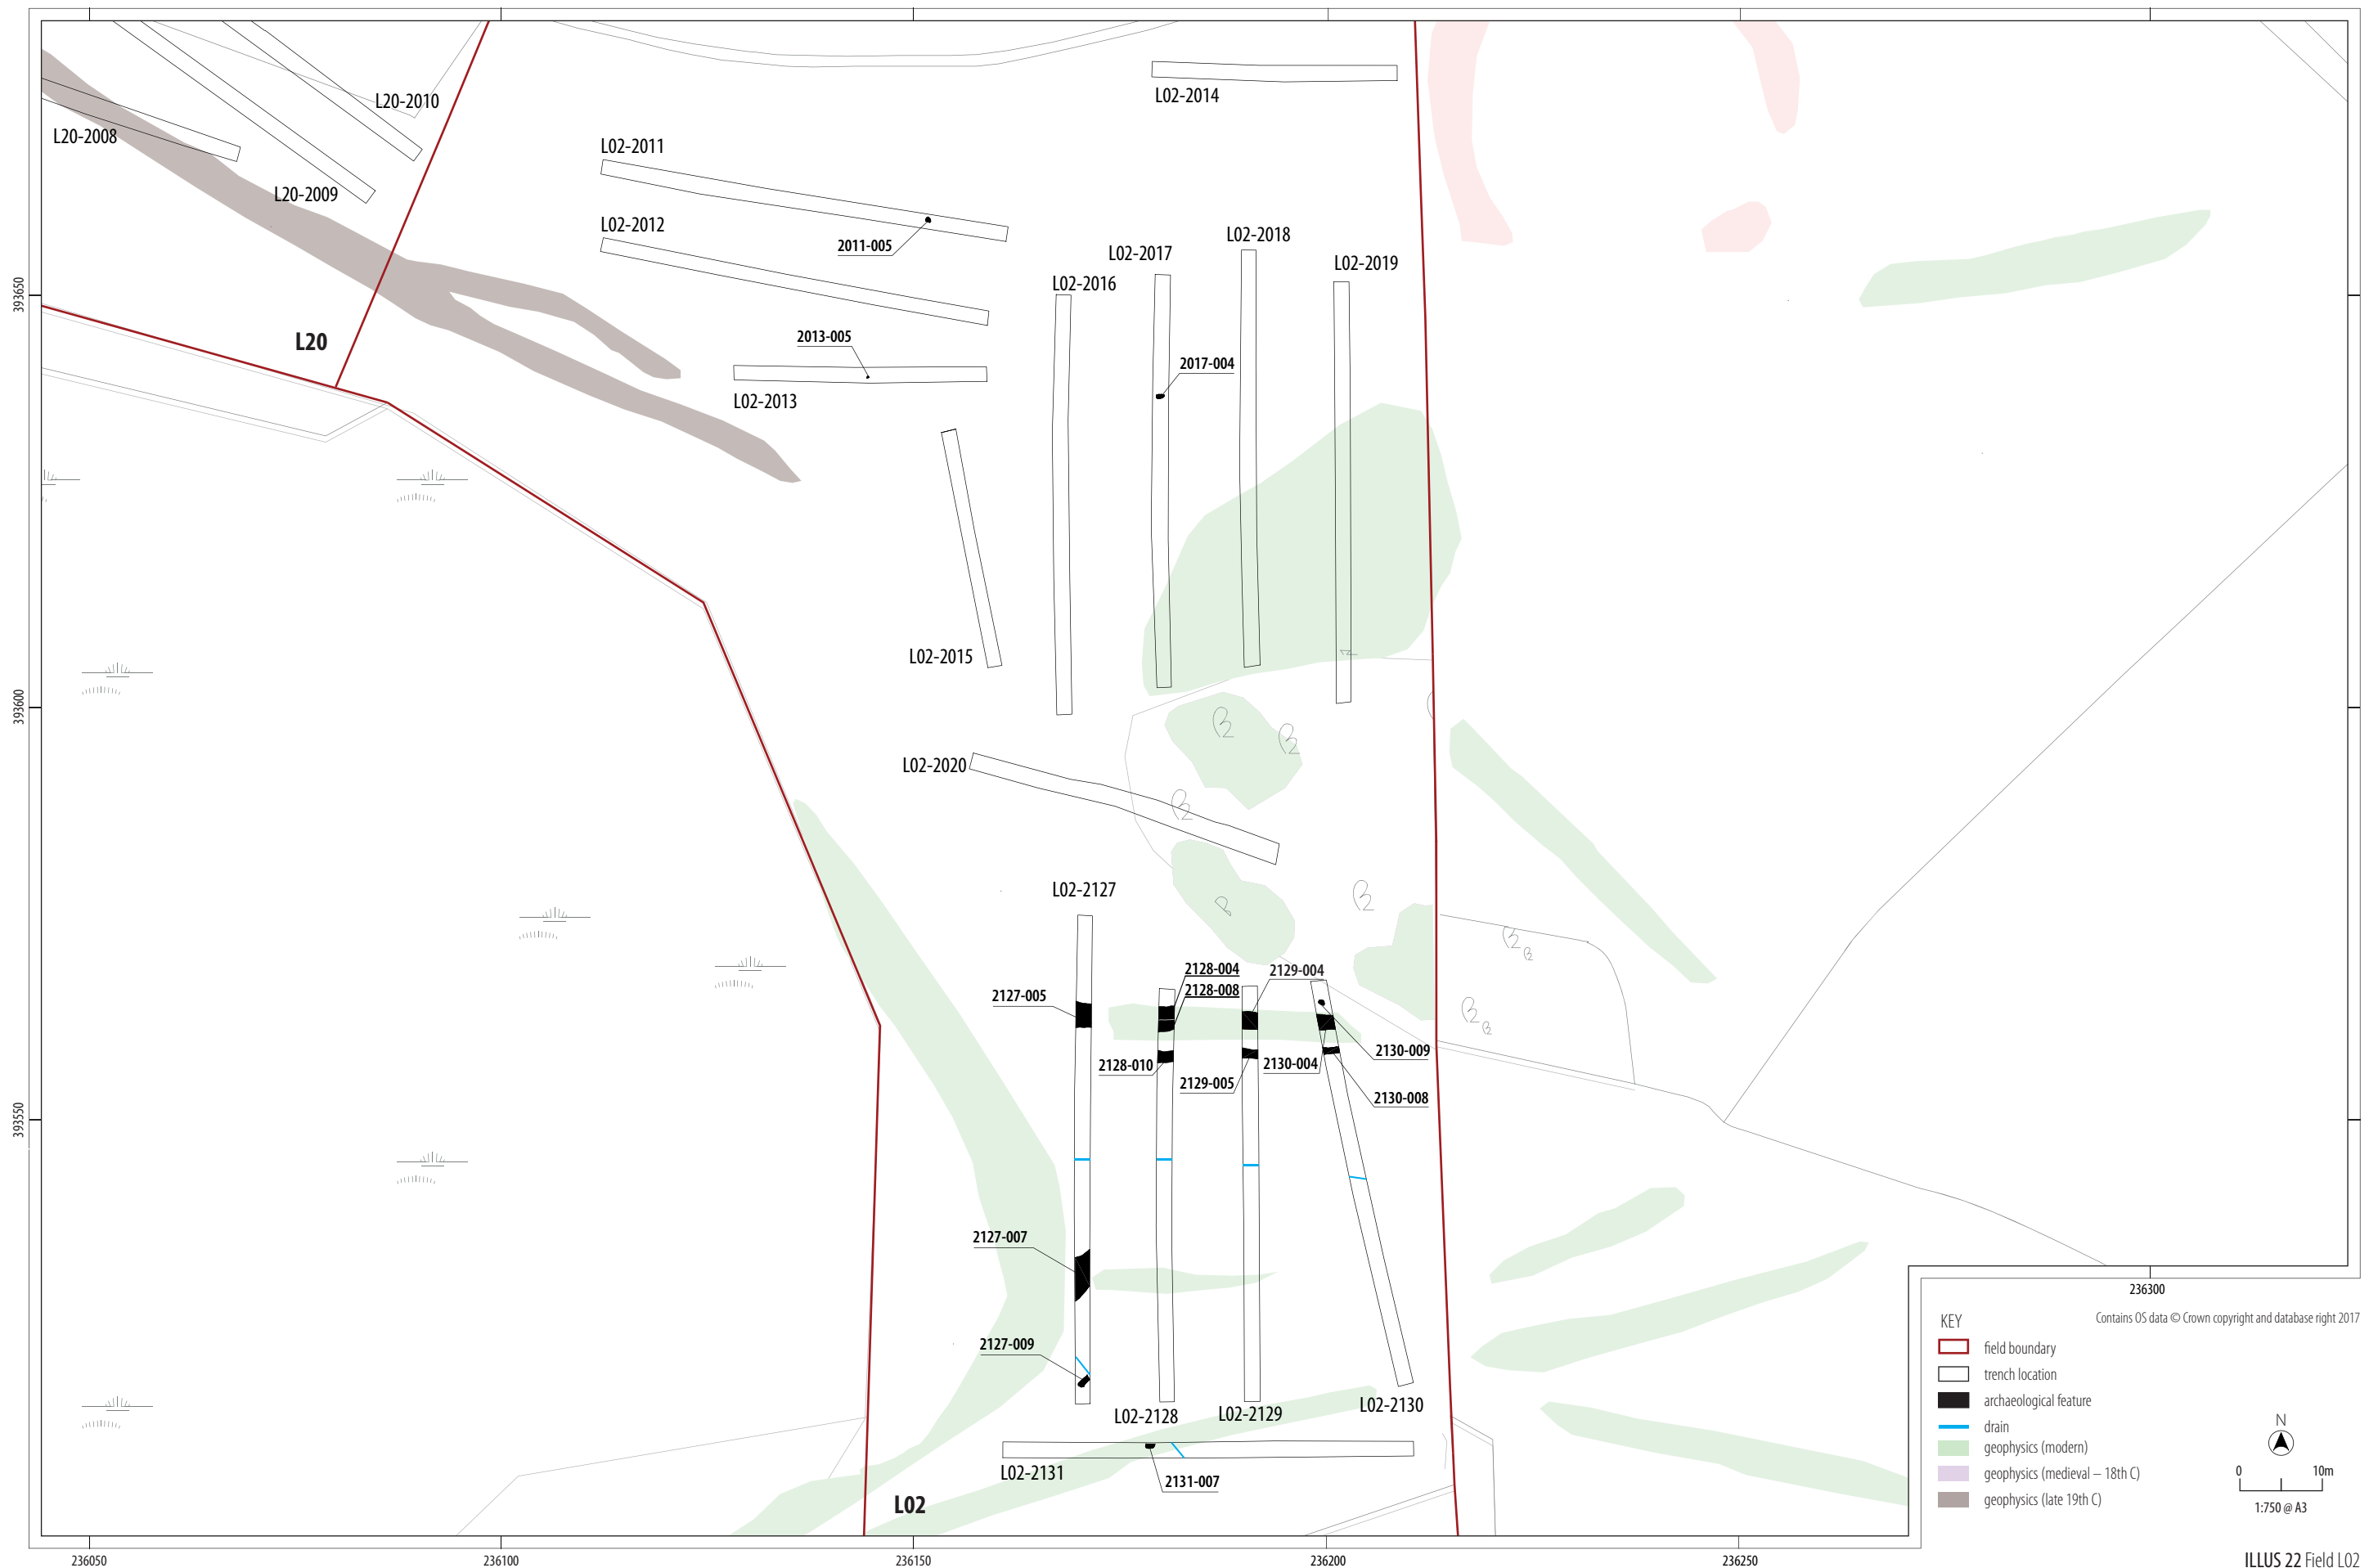 L20-2010
L02-2014
L20-2008
L02-2011
L20-2009
L02-2012
2011-005
L02-2018
L02-2017
L02-2019
L02-2016
393650
L20
2013-005
2017-004
L02-2013
L02-2015
393600
L02-2020
L02-2127
2128-004
2129-004
2127-005
2128-008
2130-009
2128-010
2130-004
2129-005
2130-008
393550
2127-007
2127-009
L02-2128
L02-2129
L02-2130
L02-2131
2131-007
L02
236300
Contains OS data © Crown copyright and database right 2017
KEY
field boundary
trench location
archaeological feature
drain
geophysics (modern)
geophysics (medieval – 18th C)
geophysics (late 19th C)
N
0 10m
1:750 @ A3
236050
236100
236150
236200
236250
ILLUS 22 Field L02